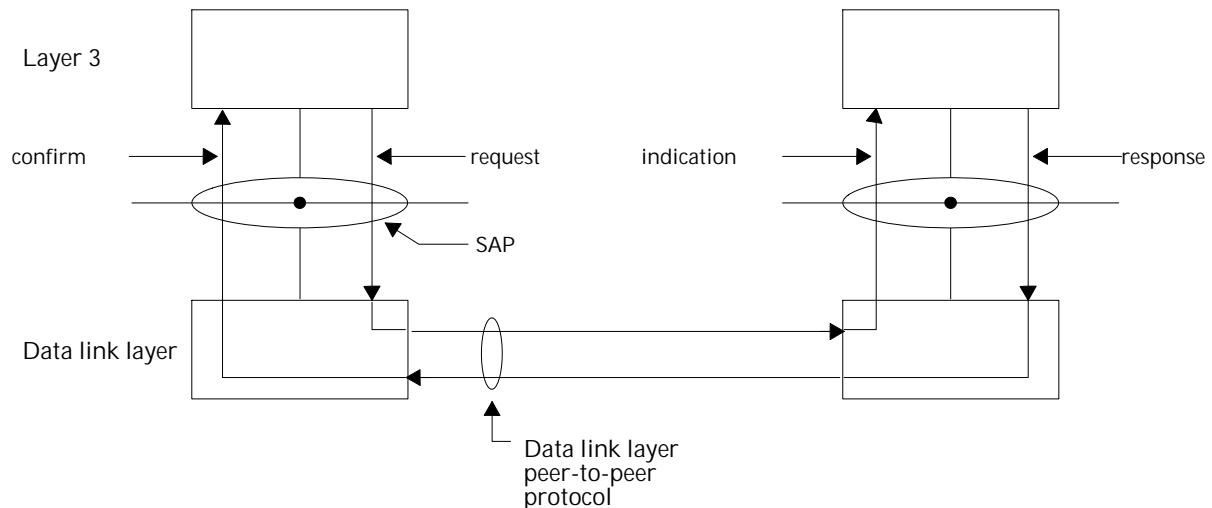 Layer 3
confirm
request
indication
response
SAP
Data link layer
Data link layer
peer-to-peer
protocol